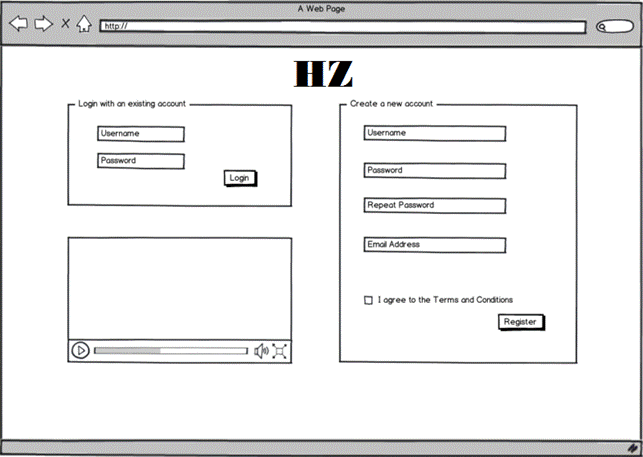 A Web Page
http://
HZ
Login with an existing account
Username
Password
Login
Create a new account
Username
Password
Repeat Password
Email Address
I agree to the Terms and Conditions
Register